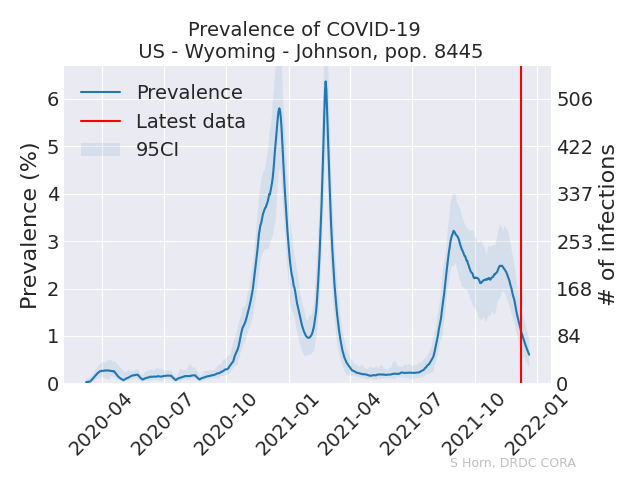 Prevalence of COVID-19
US - Wyoming - Johnson, pop. 8445
Prevalence
Latest data
95CI
Prevalence (%)
6
5
4
3
2
1
0
506
422
337
253
168
84
0
# of infections
2020-04
2020-07
2020-10
2021-01
2021-04
2021-07
2021-10
2022-01
S Horn, DRDC CORA